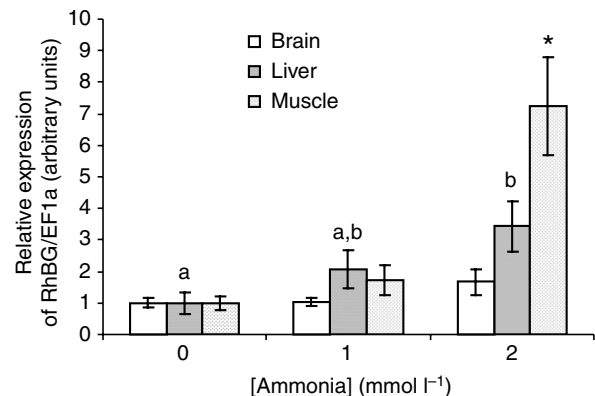 Relative expression
of RhBG/EF1a (arbitrary units)
10
9
8
7
6
5
4
3
2
1
0
Brain
Liver
Muscle
a
a,b
b
*
0
1
2
[Ammonia] (mmol l⁻¹)